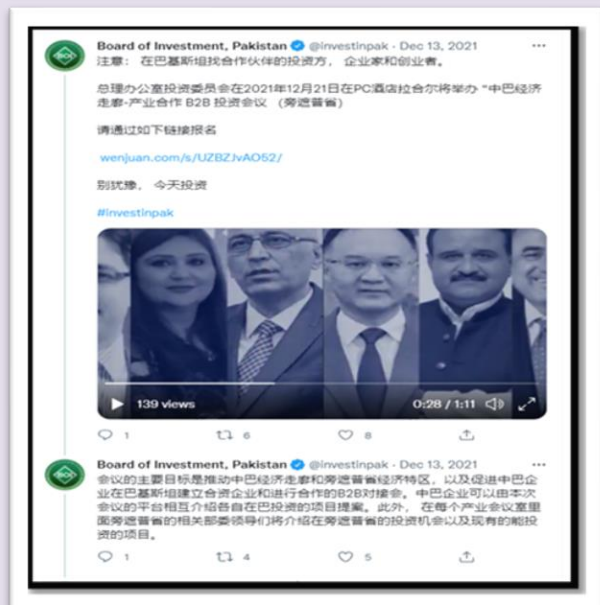 Board of Investment, Pakistan @investinpak · Dec 13, 2021
注意： 在巴基斯坦找合作伙伴的投资方， 企业家和创业者。
总理办公室投资委员会在2021年12月21日在PC酒店拉合尔将举办 “中巴经济
走廊-产业合作 B2B 投资会议 （旁遮普省）
请通过如下链接报名
wenjuan.com/s/UZBZJvAO52/
别犹豫， 今天投资
#investinpak
139 views
0:28 / 1:11
1 6 8
Board of Investment, Pakistan @investinpak · Dec 13, 2021
会议的主要目标是推动中巴经济走廊和旁遮普省经济特区，以及促进中巴企
业在巴基斯坦建立合资企业和进行合作的B2B对接会。中巴企业可以由本次
会议的平台相互介绍各自在巴投资的项目提案。此外， 在每个产业会议室里
面旁遮普省的相关部委领导们将介绍在旁遮普省的投资机会以及现有的能投
资的项目。
1 4 5